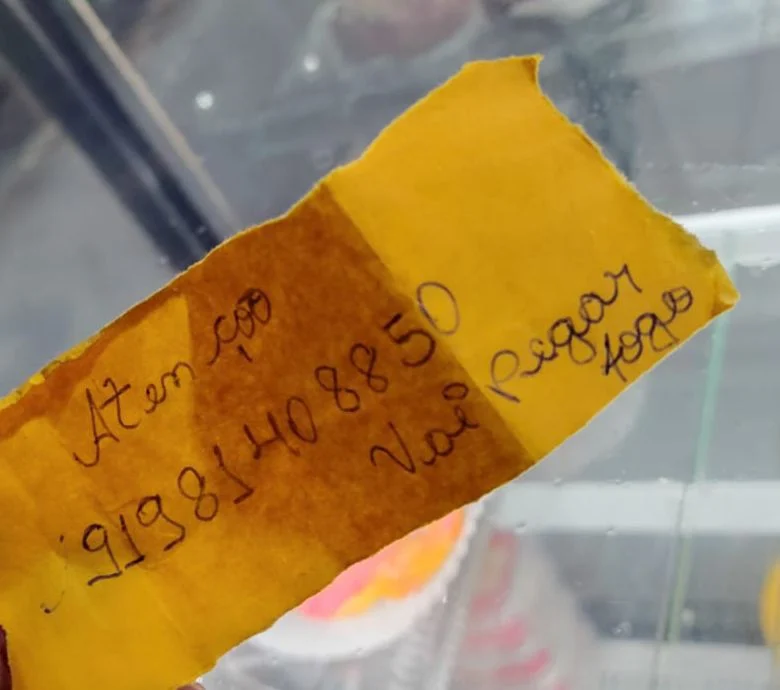 Atenção
91981408850
Vai pegar
fogo